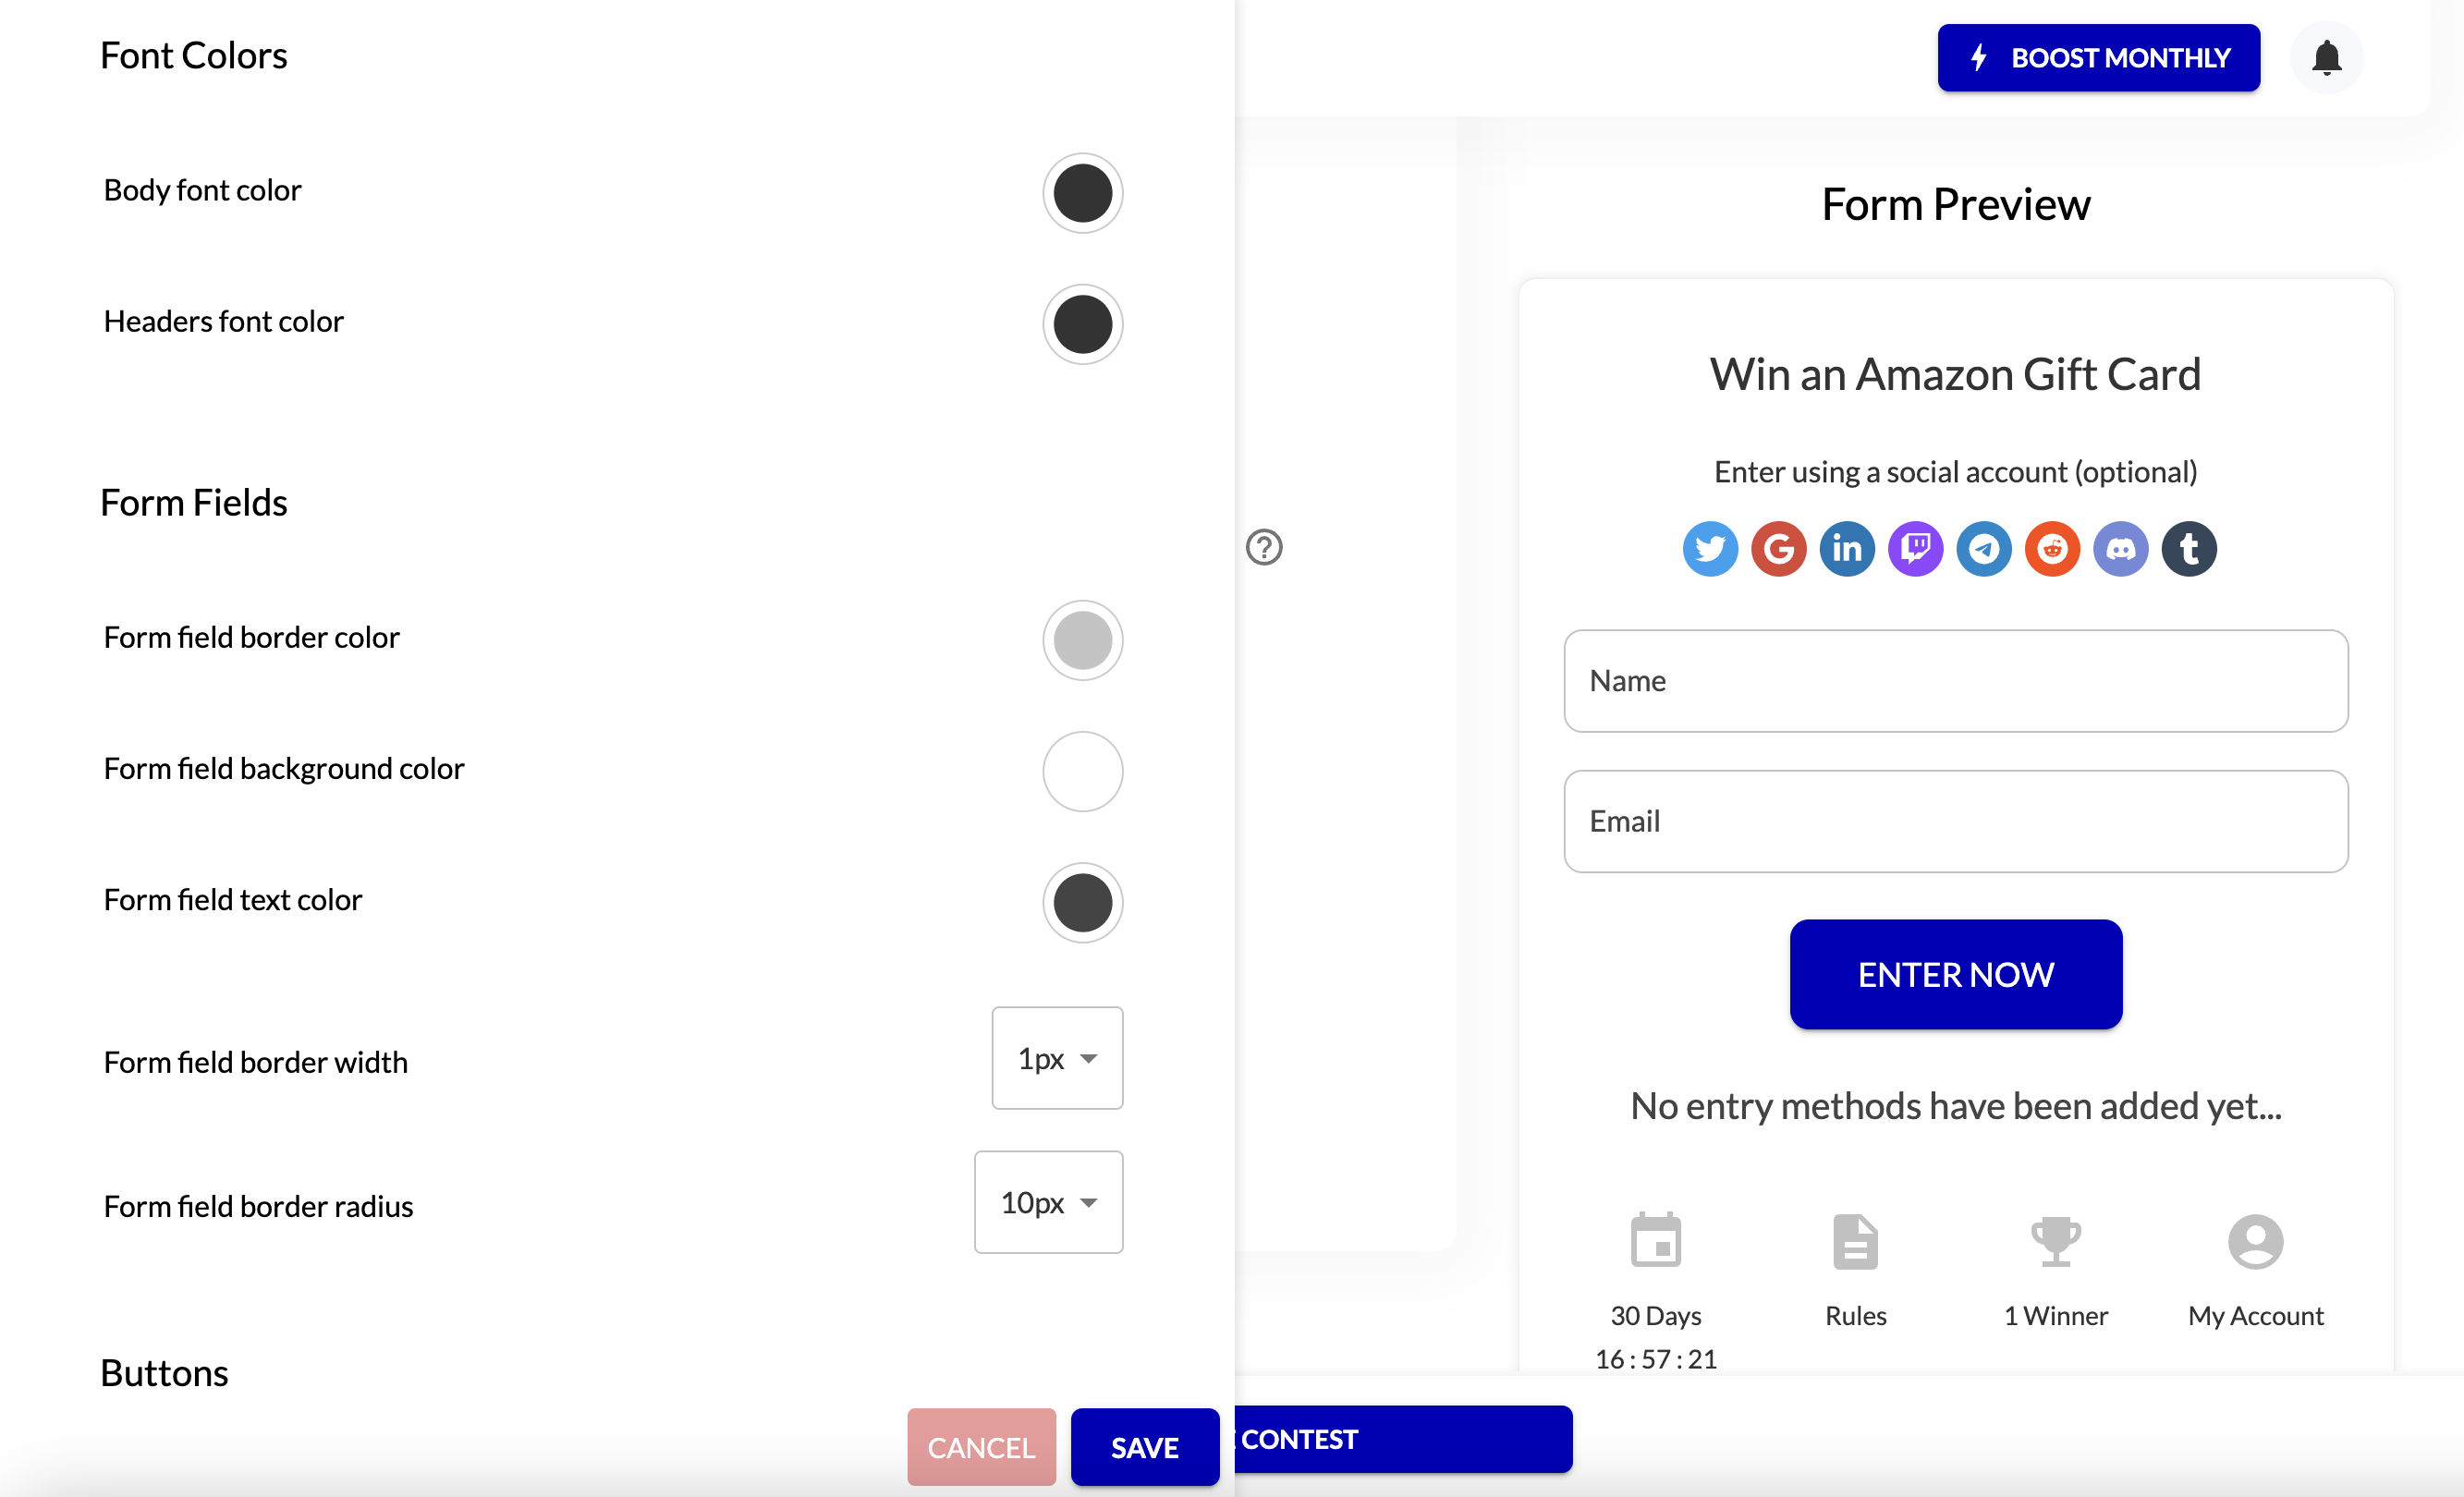 Font Colors
Body font color
Headers font color
Form Fields
Form field border color
Form field background color
Form field text color
Form field border width
1px
Form field border radius
10px
Buttons
CANCEL
SAVE
CONTEST
BOOST MONTHLY
Form Preview
Win an Amazon Gift Card
Enter using a social account (optional)
Name
Email
ENTER NOW
No entry methods have been added yet...
30 Days
16 : 57 : 21
Rules
1 Winner
My Account